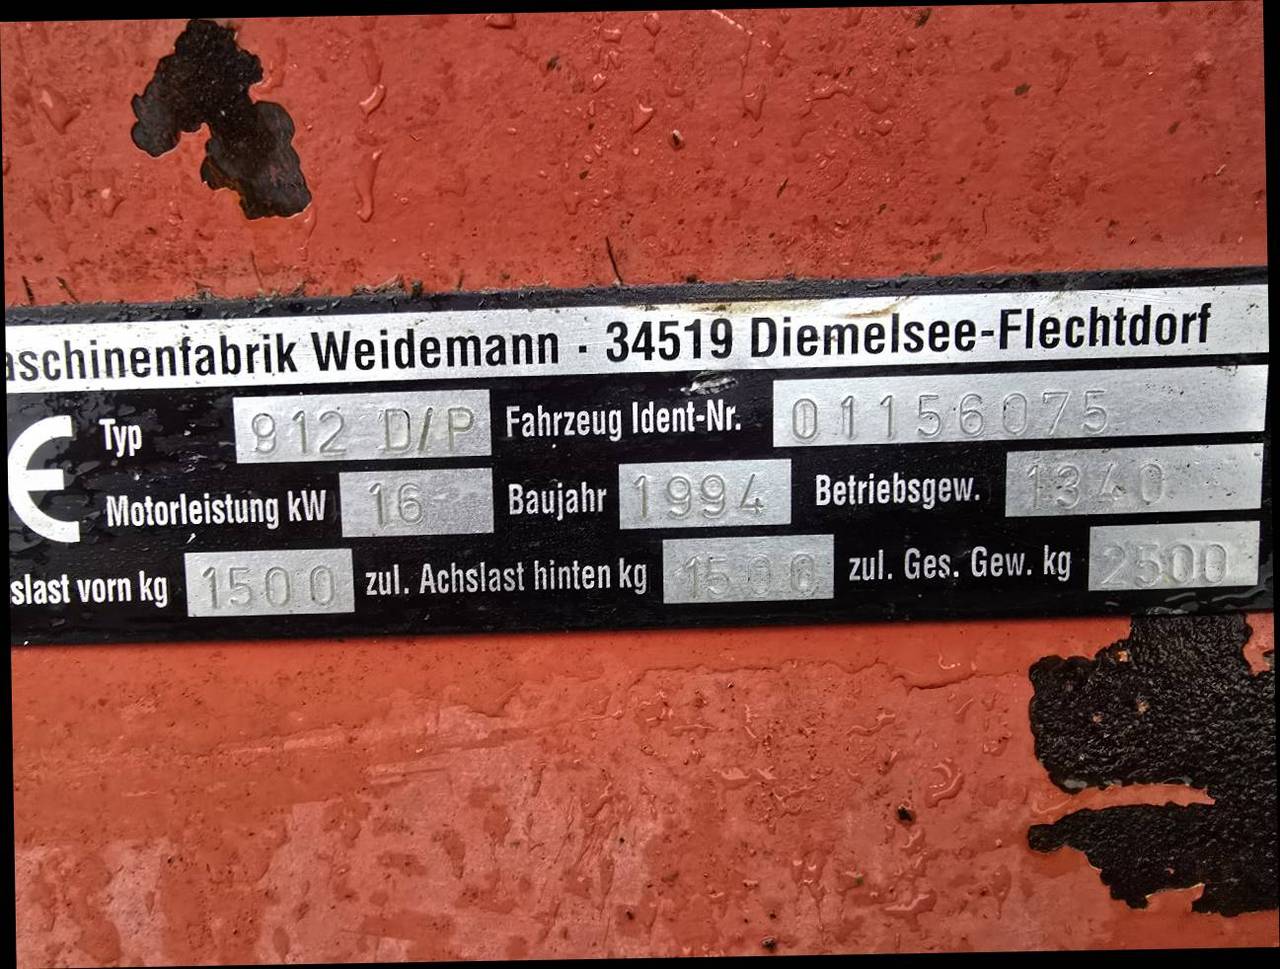 aschinenfabrik Weidemann · 34519 Diemelsee-Flechtdorf
CE Typ 912 D/P Fahrzeug Ident-Nr. 01156075
Motorleistung kW 16 Baujahr 1994 Betriebsgew. 1340
slast vorn kg 1500 zul. Achslast hinten kg 1500 zul. Ges. Gew. kg 2500